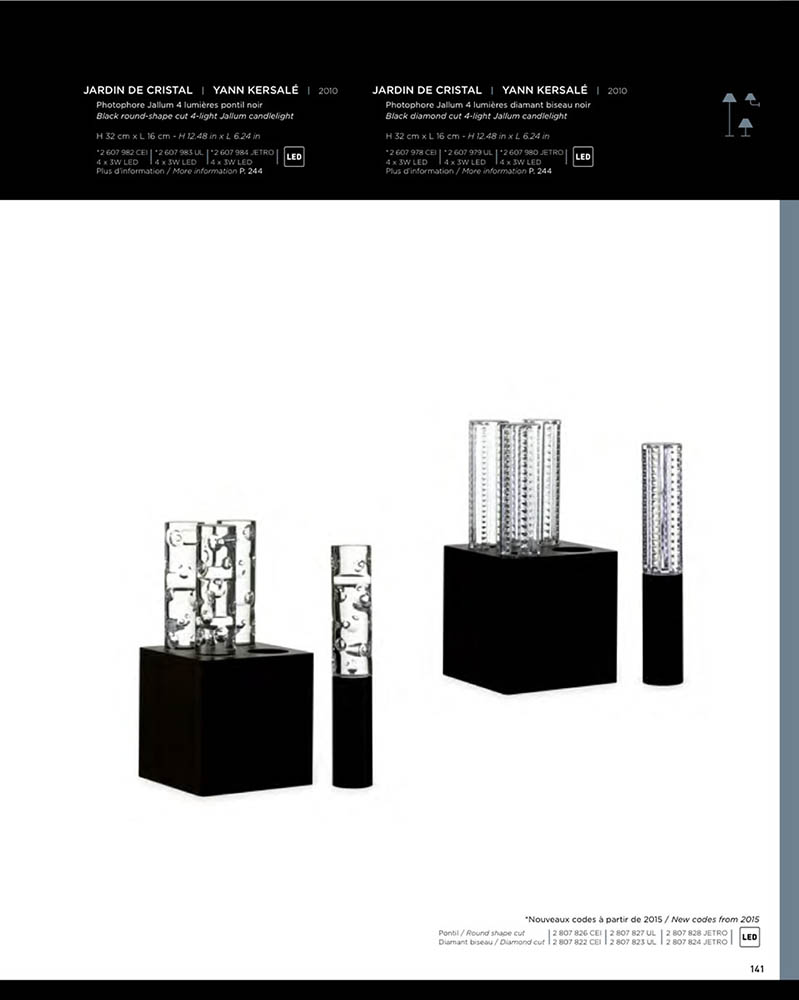 JARDIN DE CRISTAL | YANN KERSALÉ | 2010
Photophore Jallum 4 lumières pontil noir
Black round-shape cut 4-light Jallum candlelight
H 32 cm x L 16 cm - H 12.48 in x L 6.24 in
*2 607 982 CEI | *2 607 983 UL | *2 607 984 JETRO |
4 x 3W LED | 4 x 3W LED | 4 x 3W LED
LED
Plus d'information / More information P. 244
JARDIN DE CRISTAL | YANN KERSALÉ | 2010
Photophore Jallum 4 lumières diamant biseau noir
Black diamond cut 4-light Jallum candlelight
H 32 cm x L 16 cm - H 12.48 in x L 6.24 in
*2 607 978 CEI | *2 607 979 UL | *2 607 980 JETRO |
4 x 3W LED | 4 x 3W LED | 4 x 3W LED
LED
Plus d'information / More information P. 244
*Nouveaux codes à partir de 2015 / New codes from 2015
Pontil / Round shape cut | 2 807 826 CEI | 2 807 827 UL | 2 807 828 JETRO |
Diamant biseau / Diamond cut | 2 807 822 CEI | 2 807 823 UL | 2 807 824 JETRO |
LED
141